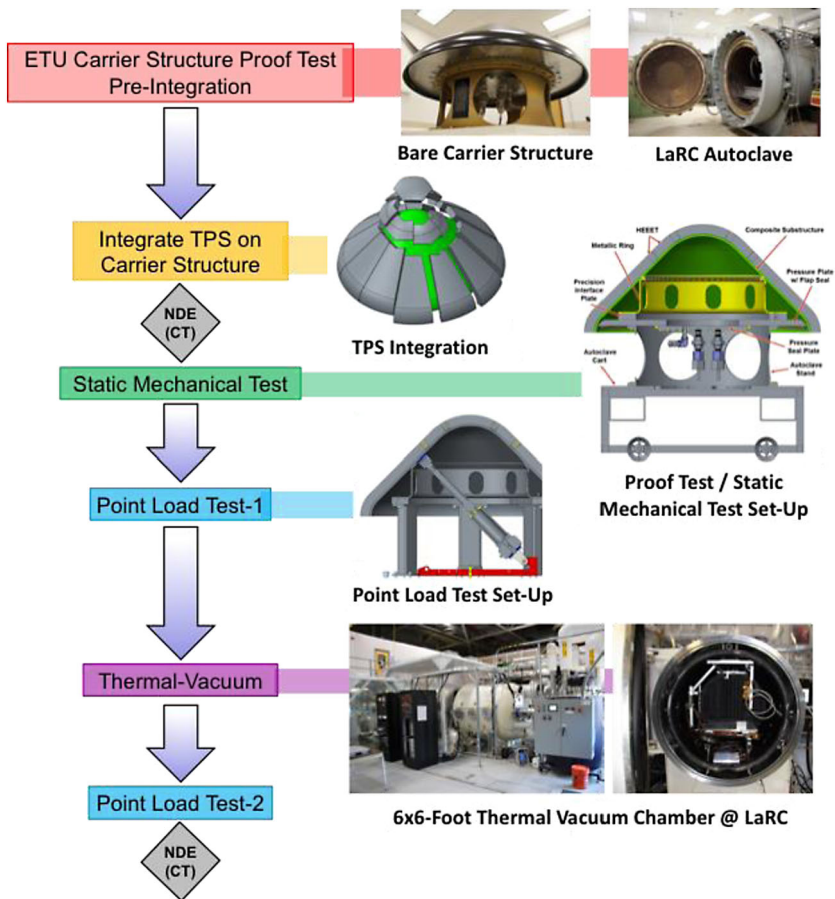 ETU Carrier Structure Proof Test
Pre-Integration
Bare Carrier Structure
LaRC Autoclave
Integrate TPS on
Carrier Structure
NDE
(CT)
TPS Integration
HEEET
Composite Substructure
Metallic Ring
Pressure Plate
w/ Flap Seal
Precision
Interface
Plate
Pressure
Seal Plate
Autoclave
Cart
Autoclave
Stand
Static Mechanical Test
Proof Test / Static
Mechanical Test Set-Up
Point Load Test-1
Point Load Test Set-Up
Thermal-Vacuum
Point Load Test-2
6x6-Foot Thermal Vacuum Chamber @ LaRC
NDE
(CT)